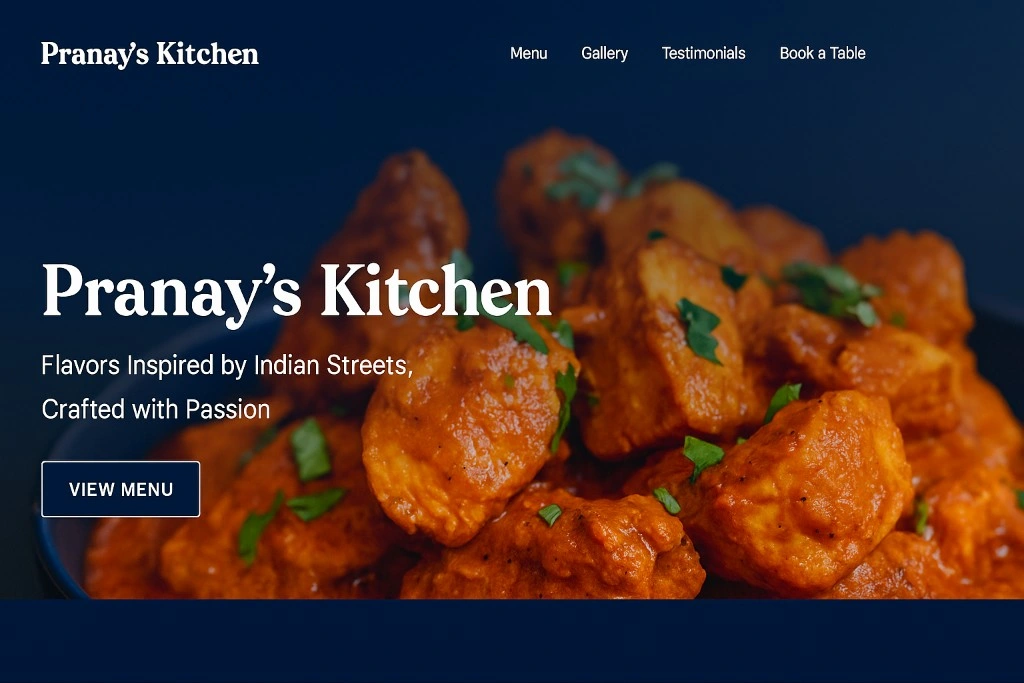 Pranay’s Kitchen
Menu Gallery Testimonials Book a Table
Pranay’s Kitchen
Flavors Inspired by Indian Streets,
Crafted with Passion
VIEW MENU